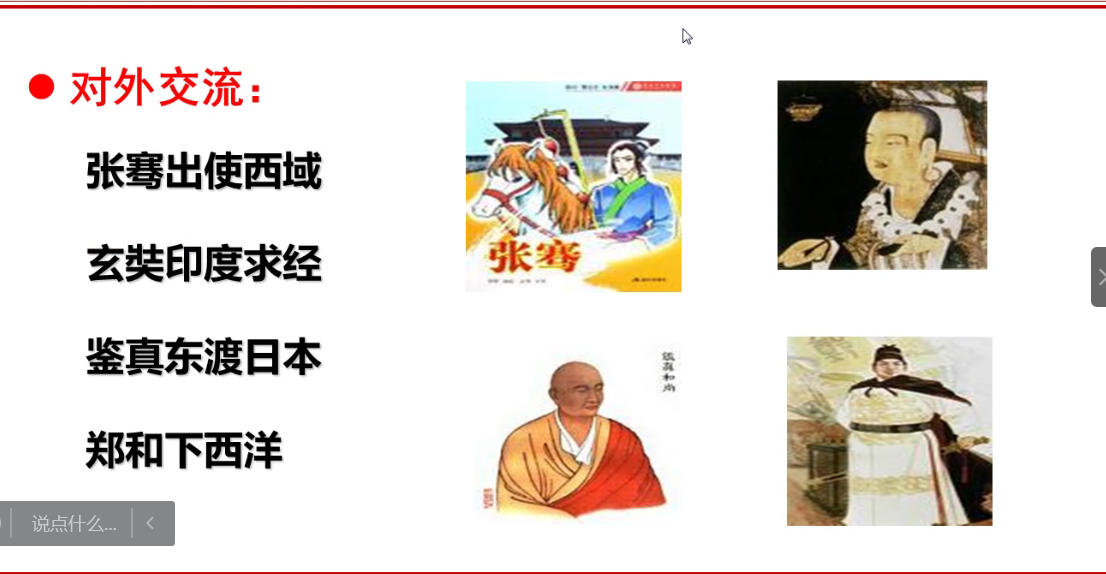 对外交流：
张骞出使西域
玄奘印度求经
鉴真东渡日本
郑和下西洋
张骞
鑑真和尚
说点什么...